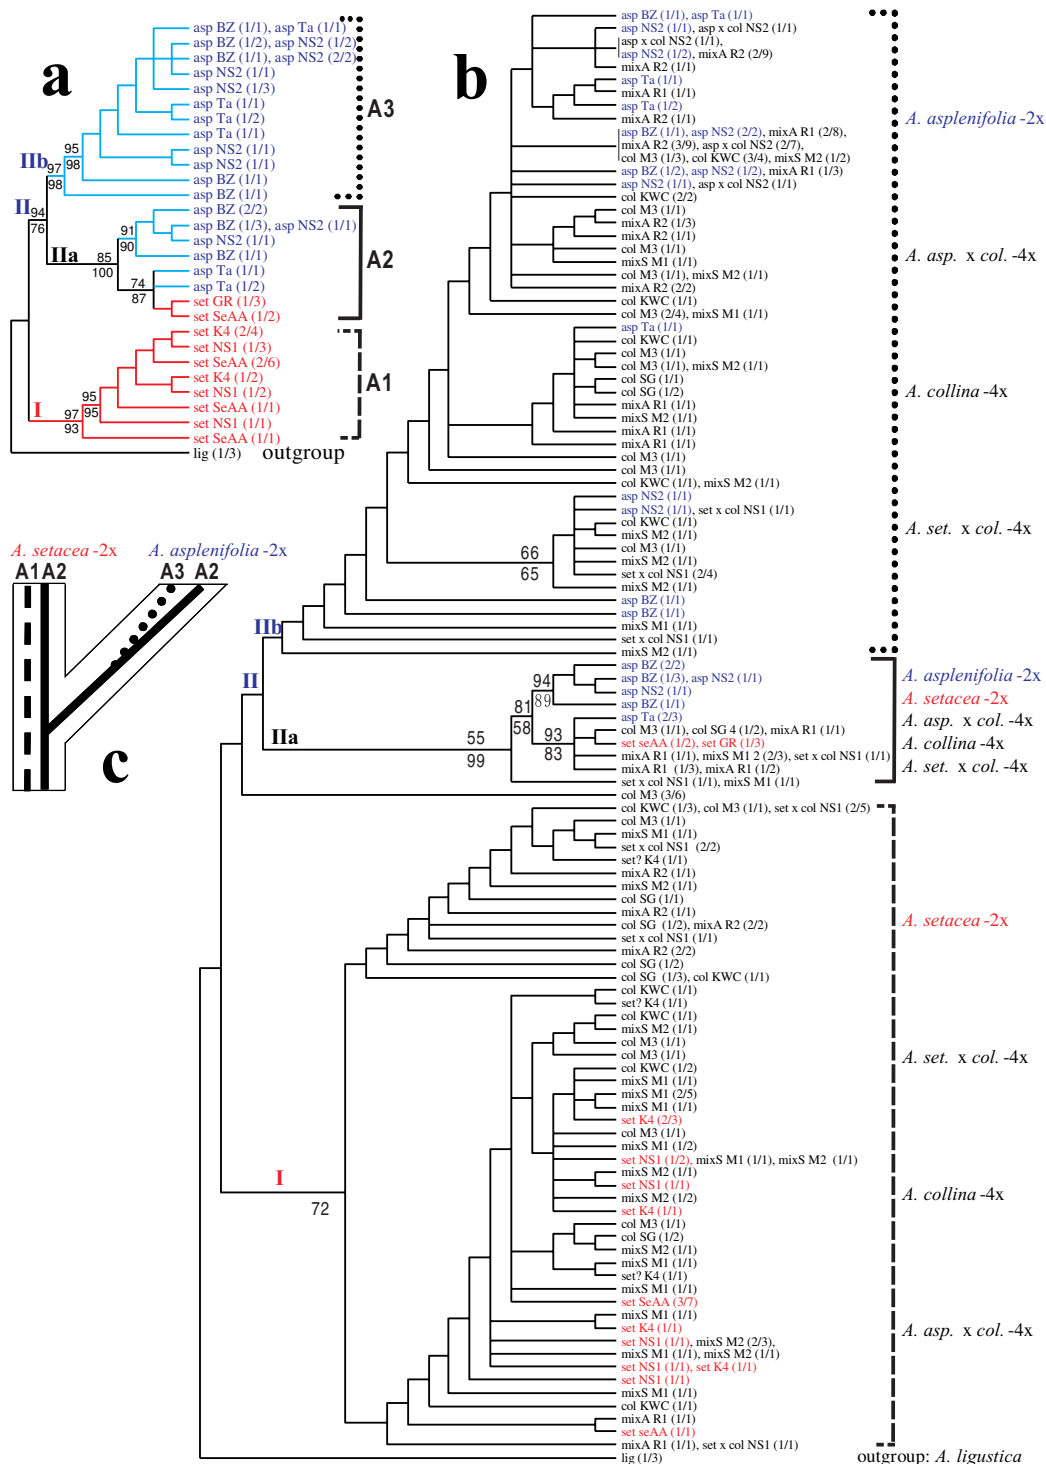 a
asp BZ (1/1), asp Ta (1/1)
asp BZ (1/2), asp NS2 (1/2)
asp BZ (1/1), asp NS2 (2/2)
asp NS2 (1/1)
asp NS2 (1/3)
asp Ta (1/1)
asp Ta (1/2)
asp Ta (1/1)
asp NS2 (1/1)
asp NS2 (1/1)
asp BZ (1/1)
asp BZ (1/1)
asp BZ (2/2)
asp BZ (1/3), asp NS2 (1/1)
asp NS2 (1/1)
asp BZ (1/1)
asp Ta (1/1)
asp Ta (1/2)
set GR (1/3)
set SeAA (1/2)
set K4 (2/4)
set NS1 (1/3)
set SeAA (2/6)
set K4 (1/2)
set NS1 (1/2)
set SeAA (1/1)
set NS1 (1/1)
set SeAA (1/1)
lig (1/3) outgroup
A3
A2
A1
IIb
II
IIa
I
95
98
97
98
94
76
91
90
85
100
74
87
95
95
97
93
A. setacea -2x A. asplenifolia -2x
A1 A2 A3 A2
c
b
asp BZ (1/1), asp Ta (1/1)
asp NS2 (1/1), asp x col NS2 (1/1)
asp x col NS2 (1/1),
asp NS2 (1/2), mixA R2 (2/9)
mixA R2 (1/1)
asp Ta (1/1)
mixA R1 (1/1)
asp Ta (1/2)
mixA R2 (1/1)
asp BZ (1/1), asp NS2 (2/2), mixA R1 (2/8),
mixA R2 (3/9), asp x col NS2 (2/7),
col M3 (1/3), col KWC (3/4), mixS M2 (1/2)
asp BZ (1/2), asp NS2 (1/2), mixA R1 (1/3)
asp NS2 (1/1), asp x col NS2 (1/1)
col KWC (2/2)
col M3 (1/1)
mixA R2 (1/3)
mixA R2 (1/1)
col M3 (1/1)
mixS M1 (1/1)
col M3 (1/1), mixS M2 (1/1)
mixA R2 (2/2)
col KWC (1/1)
col M3 (2/4), mixS M1 (1/1)
asp Ta (1/1)
col KWC (1/1)
col M3 (1/1)
col M3 (1/1), mixS M2 (1/1)
col SG (1/1)
col SG (1/2)
mixA R1 (1/1)
mixS M2 (1/1)
mixA R1 (1/1)
mixA R1 (1/1)
col M3 (1/1)
col M3 (1/1)
col KWC (1/1), mixS M2 (1/1)
asp NS2 (1/1)
asp NS2 (1/1), set x col NS1 (1/1)
col KWC (1/1)
mixS M2 (1/1)
col M3 (1/1)
mixS M2 (1/1)
set x col NS1 (2/4)
mixS M2 (1/1)
asp BZ (1/1)
asp BZ (1/1)
mixS M1 (1/1)
set x col NS1 (1/1)
mixS M2 (1/1)
asp BZ (2/2)
asp BZ (1/3), asp NS2 (1/1)
asp NS2 (1/1)
asp BZ (1/1)
asp Ta (2/3)
col M3 (1/1), col SG 4 (1/2), mixA R1 (1/1)
set seAA (1/2), set GR (1/3)
mixA R1 (1/1), mixS M1 2 (2/3), set x col NS1 (1/1)
mixA R1 (1/3), mixA R1 (1/2)
set x col NS1 (1/1), mixS M1 (1/1)
col M3 (3/6)
col KWC (1/3), col M3 (1/1), set x col NS1 (2/5)
col M3 (1/1)
mixS M1 (1/1)
set x col NS1 (2/2)
set? K4 (1/1)
mixA R2 (1/1)
mixS M2 (1/1)
col SG (1/1)
mixA R2 (1/1)
col SG (1/2), mixA R2 (2/2)
set x col NS1 (1/1)
mixA R2 (2/2)
col SG (1/2)
col SG (1/3), col KWC (1/1)
col KWC (1/1)
set? K4 (1/1)
col KWC (1/1)
mixS M2 (1/1)
col M3 (1/1)
col M3 (1/1)
col KWC (1/2)
mixS M1 (1/1)
mixS M1 (2/5)
mixS M1 (1/1)
set K4 (2/3)
col M3 (1/1)
mixS M1 (1/2)
set NS1 (1/2), mixS M1 (1/1), mixS M2 (1/1)
mixS M2 (1/1)
set NS1 (1/1)
mixS M2 (1/2)
set K4 (1/1)
col M3 (1/1)
col SG (1/2)
mixS M2 (1/1)
mixS M1 (1/1)
set? K4 (1/1)
mixS M1 (1/1)
set SeAA (3/7)
mixS M1 (1/1)
set K4 (1/1)
set NS1 (1/1), mixS M2 (2/3),
mixS M1 (1/1), mixS M2 (1/1)
set NS1 (1/1), set K4 (1/1)
set NS1 (1/1)
mixS M1 (1/1)
col KWC (1/1)
mixA R1 (1/1)
set seAA (1/1)
mixA R1 (1/1), set x col NS1 (1/1)
lig (1/3)
66
65
IIb
II
IIa
55
99
81
58
94
89
93
83
I
72
A. asplenifolia -2x
A. asp. x col. -4x
A. collina -4x
A. set. x col. -4x
A. asplenifolia -2x
A. setacea -2x
A. asp. x col. -4x
A. collina -4x
A. set. x col. -4x
A. setacea -2x
A. set. x col. -4x
A. collina -4x
A. asp. x col. -4x
outgroup: A. ligustica